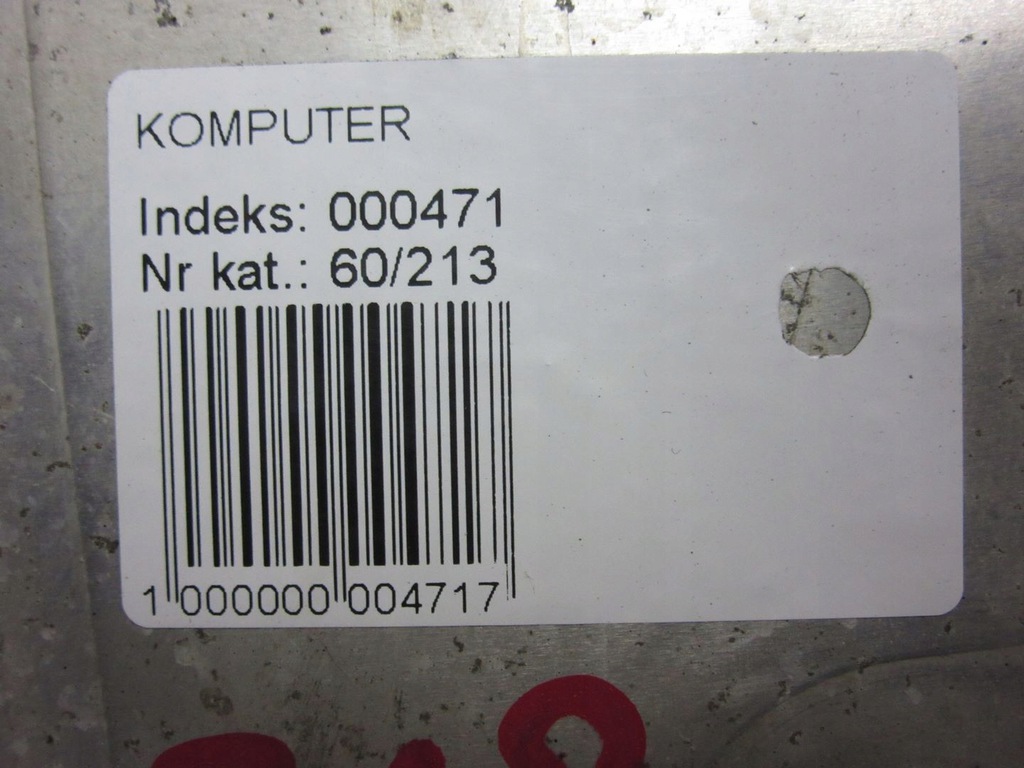 KOMPUTER
Indeks: 000471
Nr kat.: 60/213
1 000000 004717